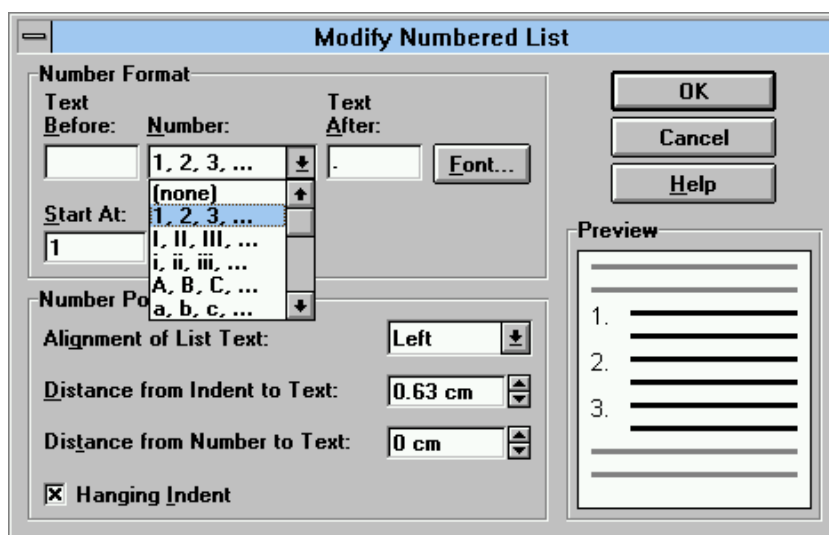 Modify Numbered List
Number Format
Text Before: Number: Text After:
1, 2, 3, ... . Font...
(none)
1, 2, 3, ...
I, II, III, ...
i, ii, iii, ...
A, B, C, ...
a, b, c, ...
Start At:
1
Number Po
Alignment of List Text: Left
Distance from Indent to Text: 0.63 cm
Distance from Number to Text: 0 cm
Hanging Indent
OK
Cancel
Help
Preview
1.
2.
3.